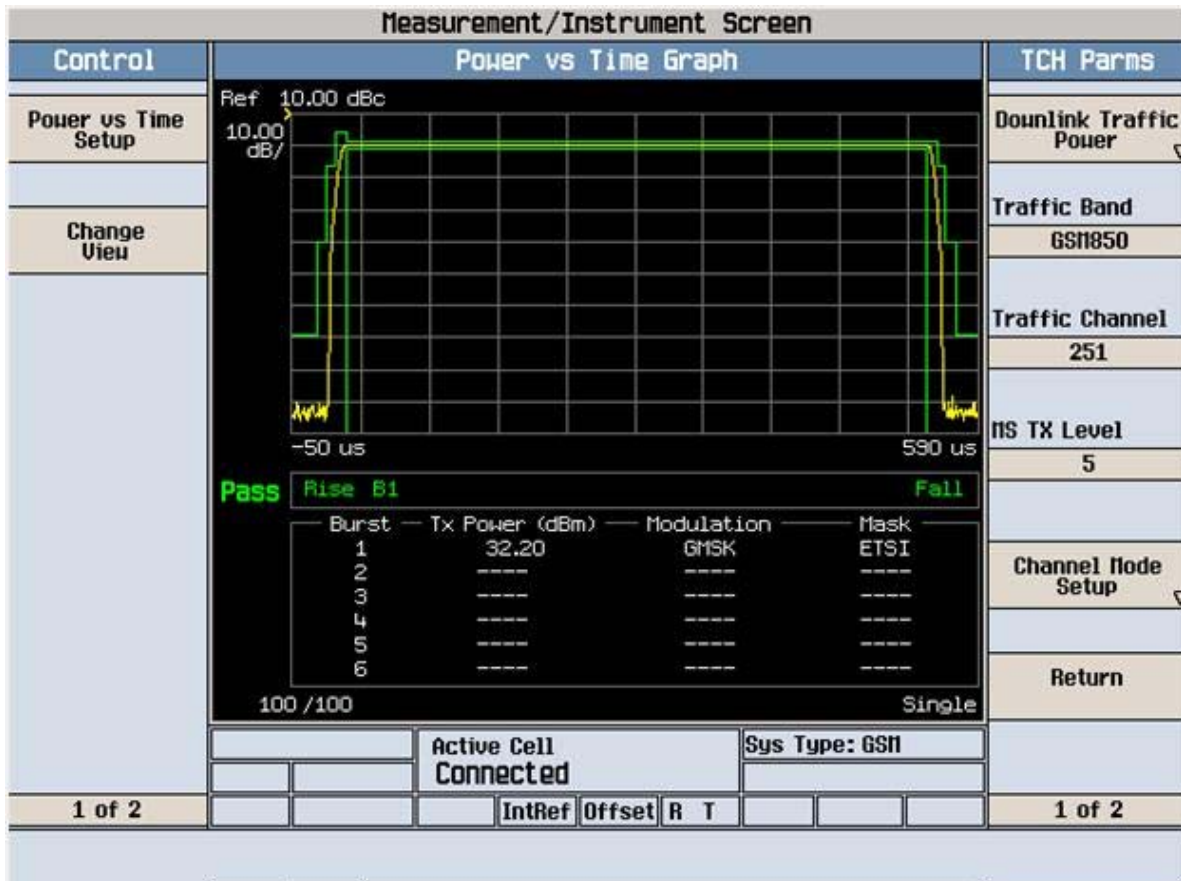 Measurement/Instrument Screen
Control
Power vs Time Graph
TCH Parms
Power vs Time
Setup
Change
View
1 of 2
Ref 10.00 dBc
10.00
dB/
-50 us
590 us
Pass
Rise B1
Fall
Burst Tx Power (dBm) Modulation Mask
1 32.20 GMSK ETSI
2 ---- ---- ----
3 ---- ---- ----
4 ---- ---- ----
5 ---- ---- ----
6 ---- ---- ----
100 /100
Single
Active Cell
Connected
Sys Type: GSM
IntRef Offset R T
Downlink Traffic
Power
Traffic Band
GSM850
Traffic Channel
251
MS TX Level
5
Channel Mode
Setup
Return
1 of 2